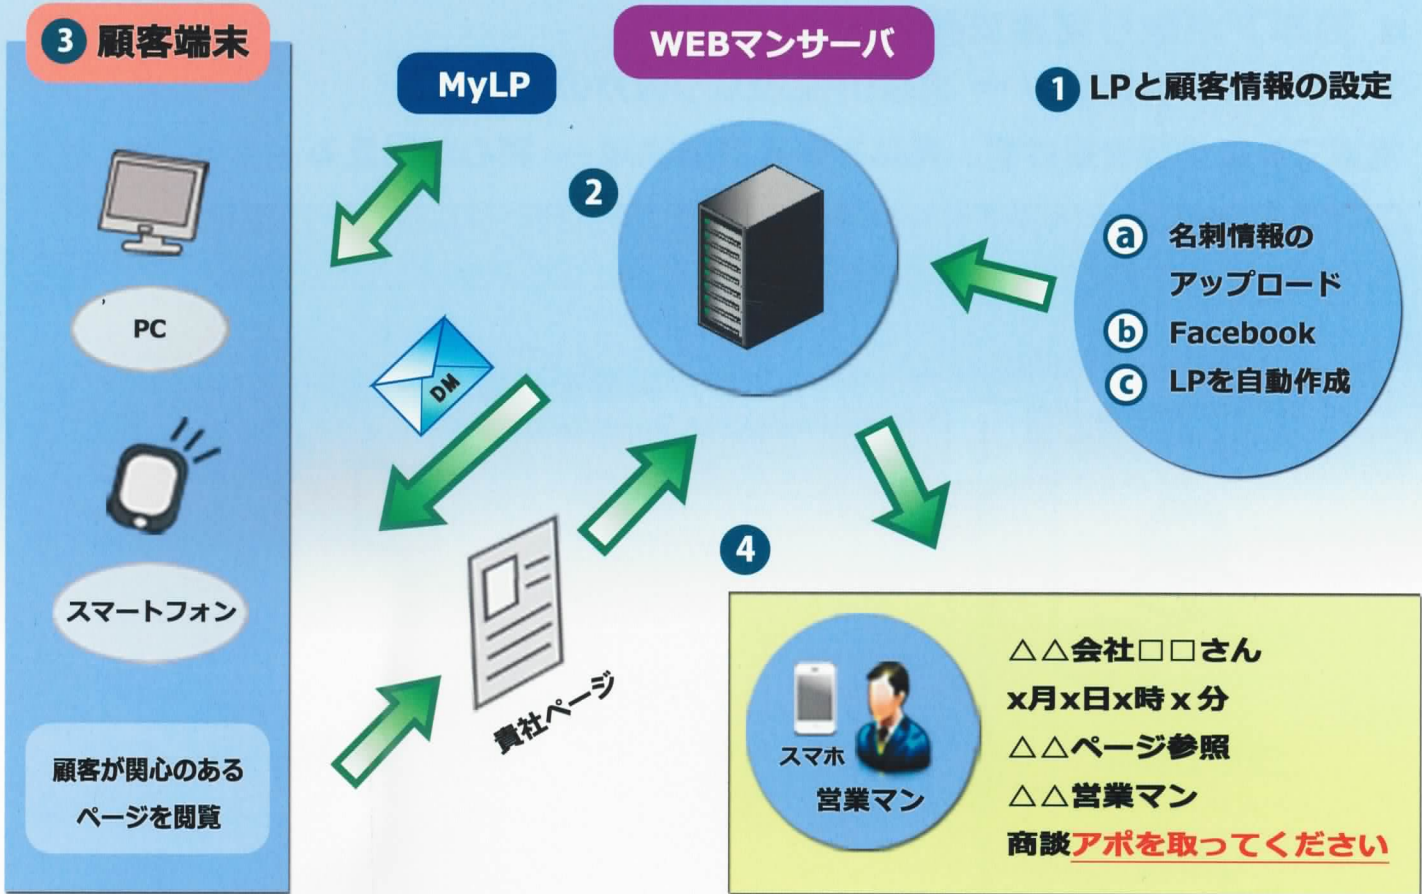 3 顧客端末
WEBマンサーバ
MyLP
1 LPと顧客情報の設定
2
a 名刺情報の
アップロード
b Facebook
c LPを自動作成
PC
DM
スマートフォン
貴社ページ
顧客が関心のある
ページを閲覧
4
スマホ
営業マン
△△会社□□さん
x月x日x時x分
△△ページ参照
△△営業マン
商談アポを取ってください